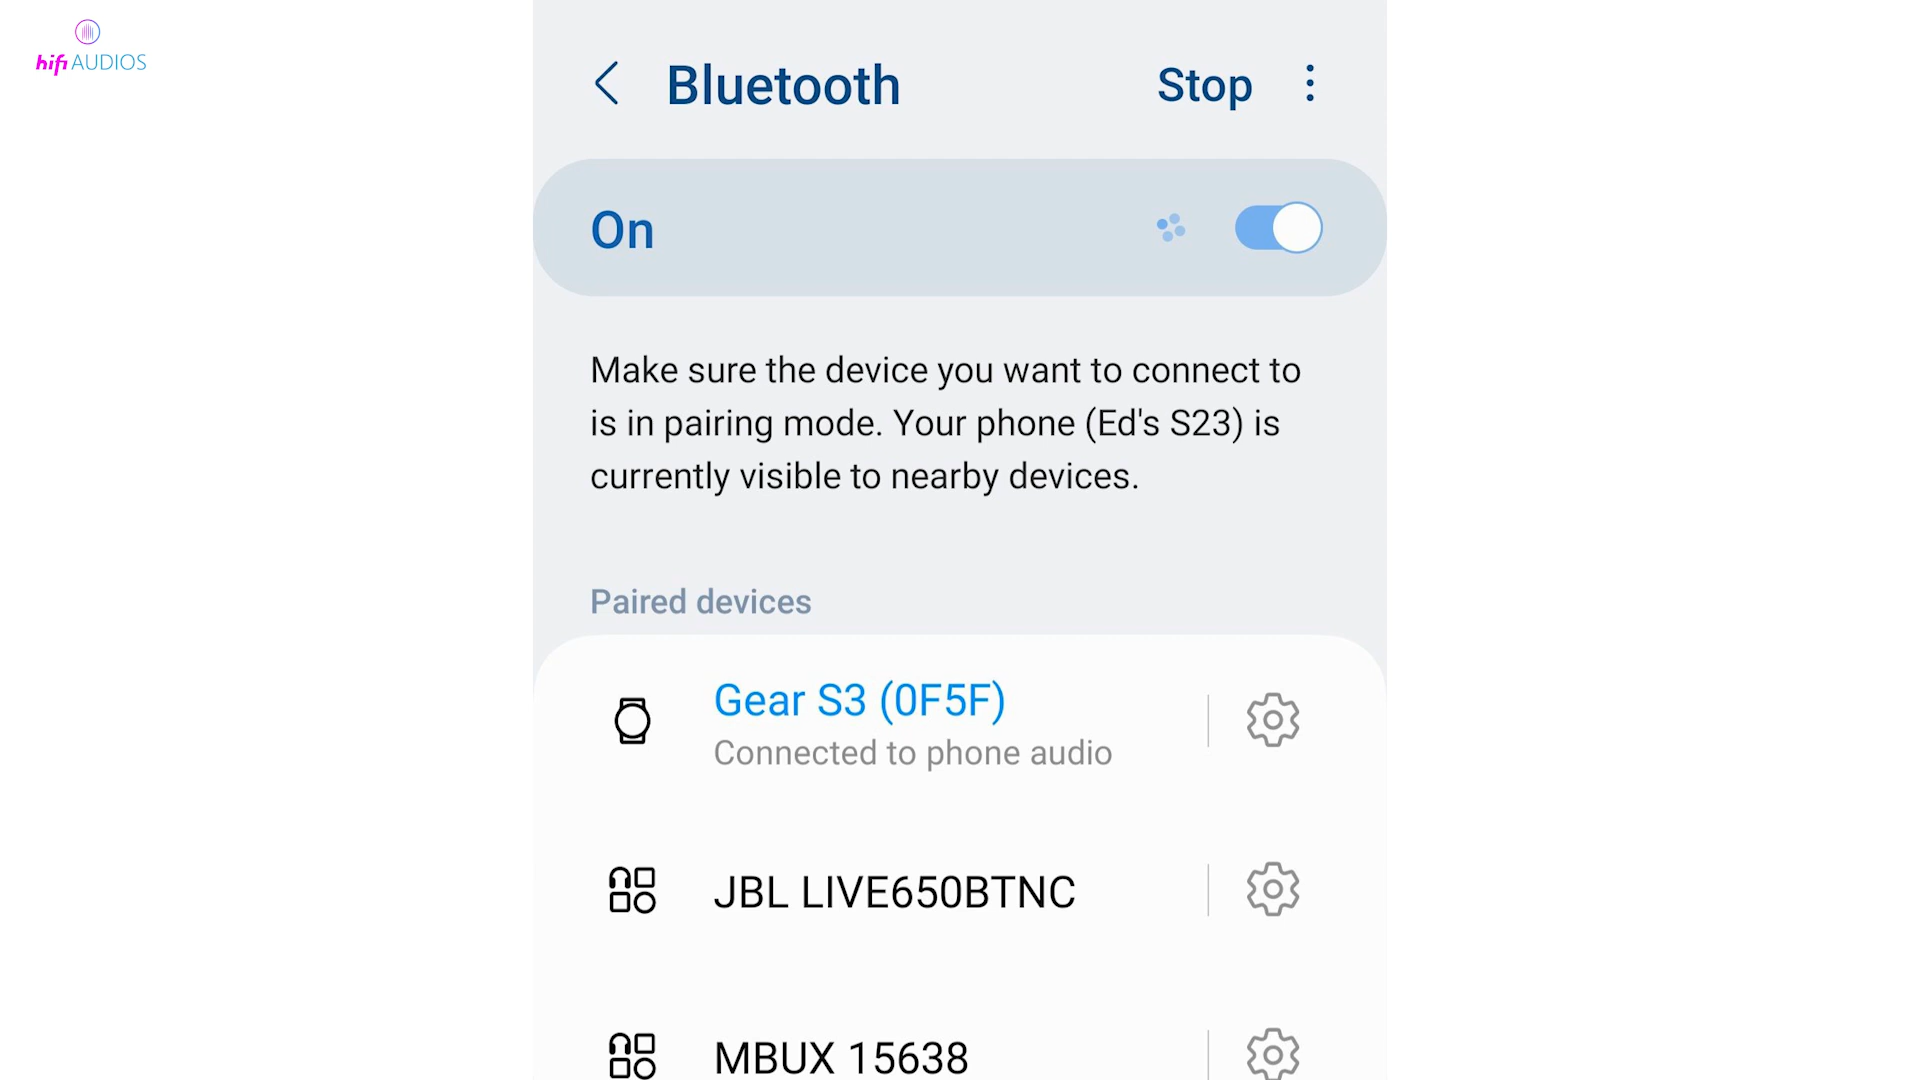 hifi AUDIOS
Bluetooth
Stop
On
Make sure the device you want to connect to
is in pairing mode. Your phone (Ed's S23) is
currently visible to nearby devices.
Paired devices
Gear S3 (0F5F)
Connected to phone audio
JBL LIVE650BTNC
MBUX 15638